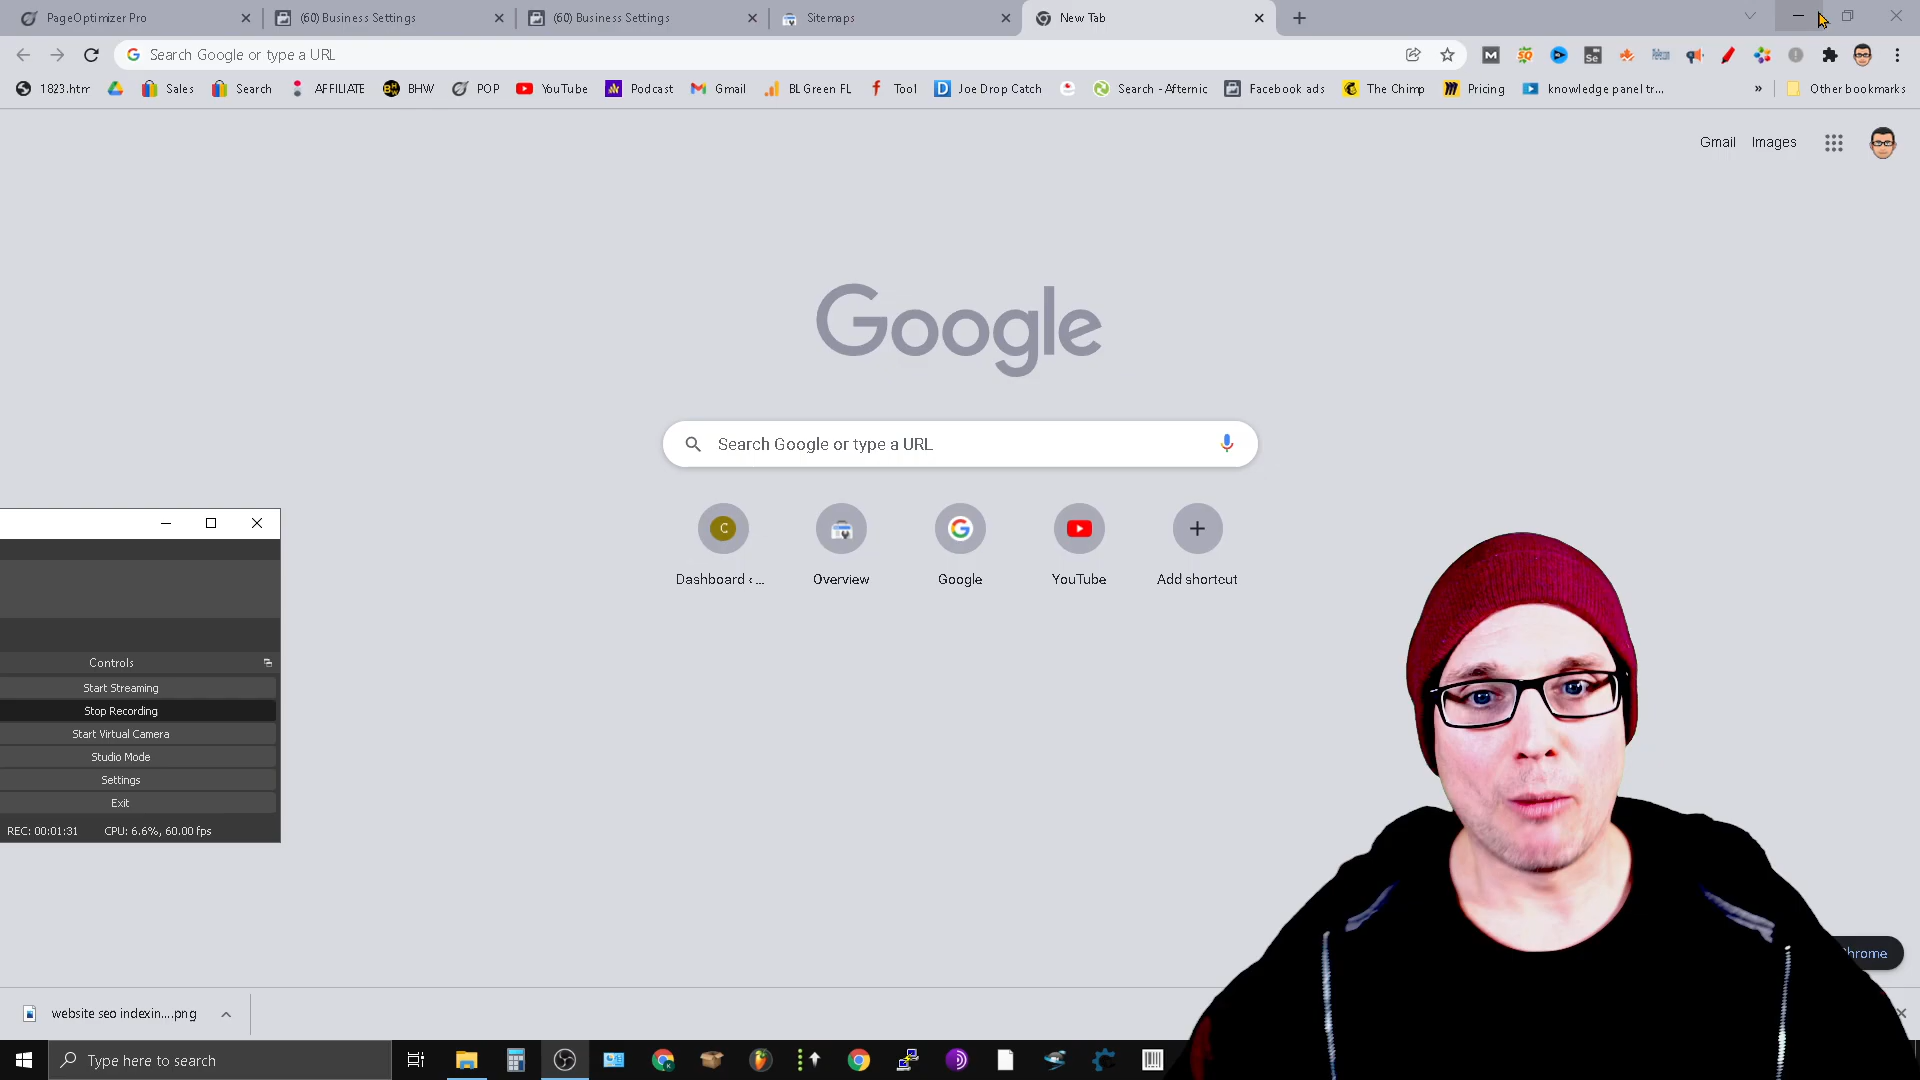 PageOptimizer Pro
(60) Business Settings
(60) Business Settings
Sitemaps
New Tab
Search Google or type a URL
1823.htm
Sales
Search
AFFILIATE
BHW
POP
YouTube
Podcast
Gmail
BL Green FL
Tool
Joe Drop Catch
Search - Afternic
Facebook ads
The Chimp
Pricing
knowledge panel tr...
»
Other bookmarks
Gmail
Images
Google
Search Google or type a URL
Dashboard ‹ ...
Overview
Google
YouTube
Add shortcut
Controls
Start Streaming
Stop Recording
Start Virtual Camera
Studio Mode
Settings
Exit
REC: 00:01:31
CPU: 6.6%, 60.00 fps
website seo indexin....png
Type here to search